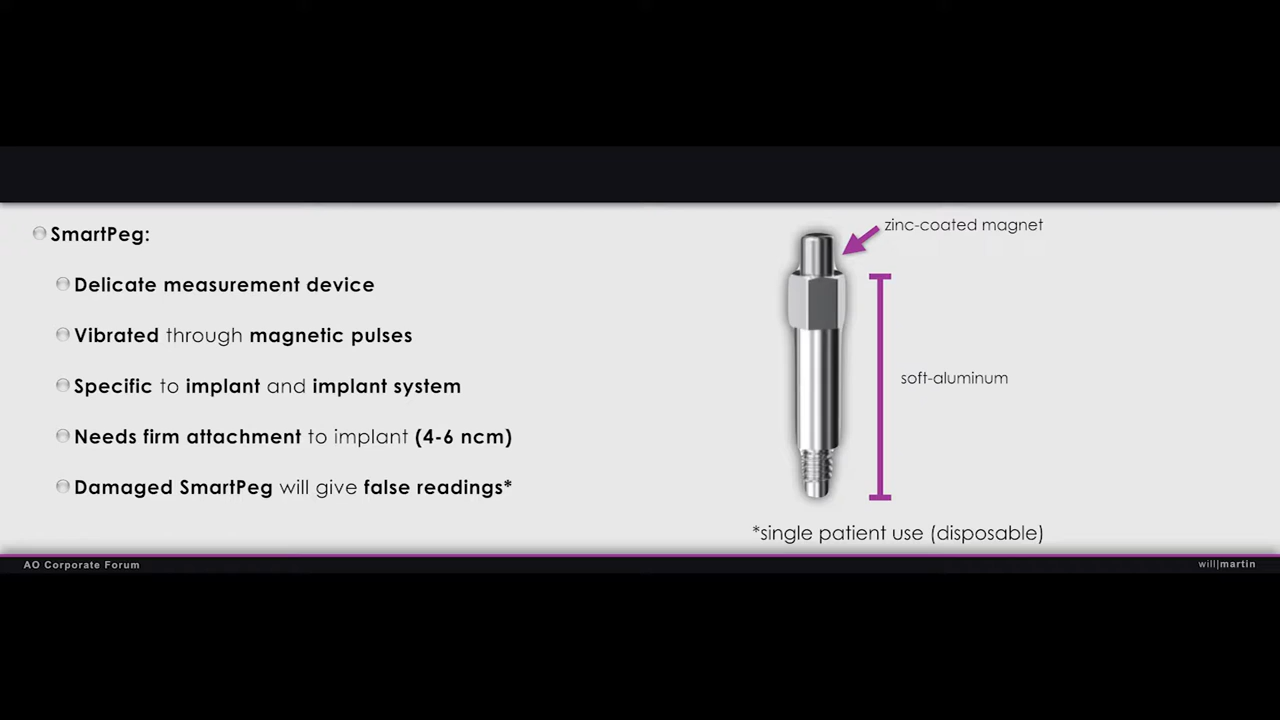 SmartPeg:
Delicate measurement device
Vibrated through magnetic pulses
Specific to implant and implant system
Needs firm attachment to implant (4-6 ncm)
Damaged SmartPeg will give false readings*
zinc-coated magnet
soft-aluminum
*single patient use (disposable)
AO Corporate Forum
will|martin